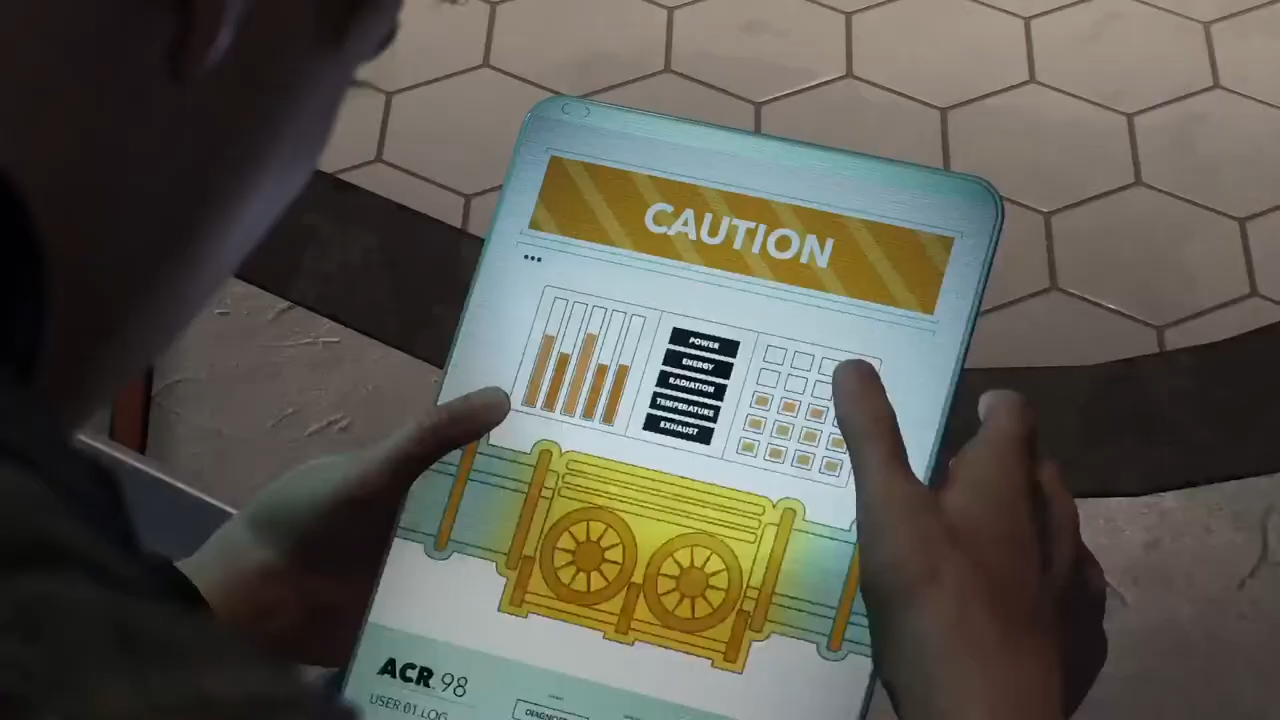 CAUTION
POWER
ENERGY
RADIATION
TEMPERATURE
EXHAUST
ACR.98
USER.01.LOG